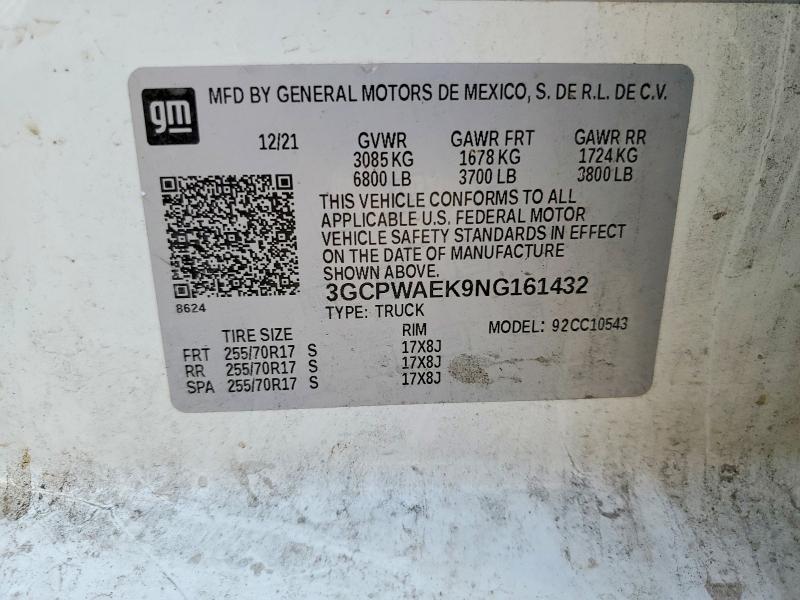 gm MFD BY GENERAL MOTORS DE MEXICO, S. DE R.L. DE C.V.
12/21 GVWR GAWR FRT GAWR RR
3085 KG 1678 KG 1724 KG
6800 LB 3700 LB 3800 LB
THIS VEHICLE CONFORMS TO ALL
APPLICABLE U.S. FEDERAL MOTOR
VEHICLE SAFETY STANDARDS IN EFFECT
ON THE DATE OF MANUFACTURE
SHOWN ABOVE.
3GCPWAEK9NG161432
8624
TYPE: TRUCK
TIRE SIZE RIM MODEL: 92CC10543
FRT 255/70R17 S 17X8J
RR 255/70R17 S 17X8J
SPA 255/70R17 S 17X8J